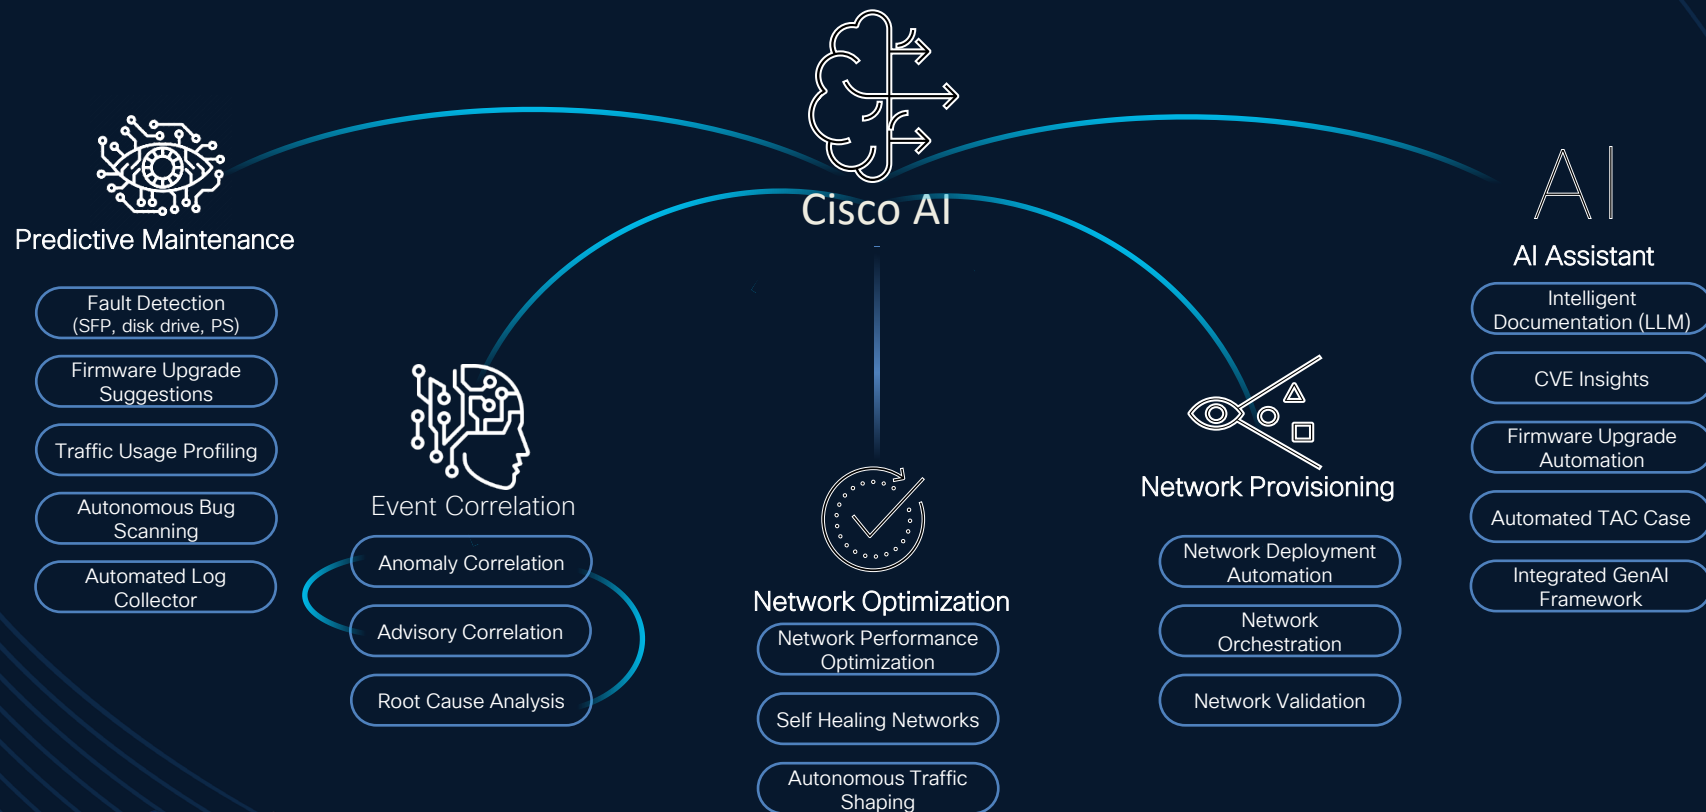 Cisco AI
Predictive Maintenance
Fault Detection
(SFP, disk drive, PS)
Firmware Upgrade
Suggestions
Traffic Usage Profiling
Autonomous Bug
Scanning
Automated Log
Collector
Event Correlation
Anomaly Correlation
Advisory Correlation
Root Cause Analysis
Network Optimization
Network Performance
Optimization
Self Healing Networks
Autonomous Traffic
Shaping
Network Provisioning
Network Deployment
Automation
Network
Orchestration
Network Validation
AI
AI Assistant
Intelligent
Documentation (LLM)
CVE Insights
Firmware Upgrade
Automation
Automated TAC Case
Integrated GenAI
Framework